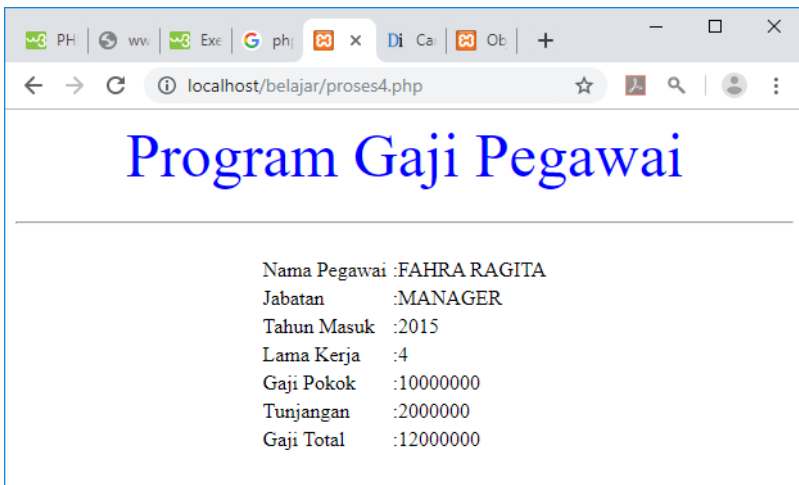 PH
ww
Exe
ph
Di Ca
Ob
localhost/belajar/proses4.php
Program Gaji Pegawai
Nama Pegawai :FAHRA RAGITA
Jabatan :MANAGER
Tahun Masuk :2015
Lama Kerja :4
Gaji Pokok :10000000
Tunjangan :2000000
Gaji Total :12000000